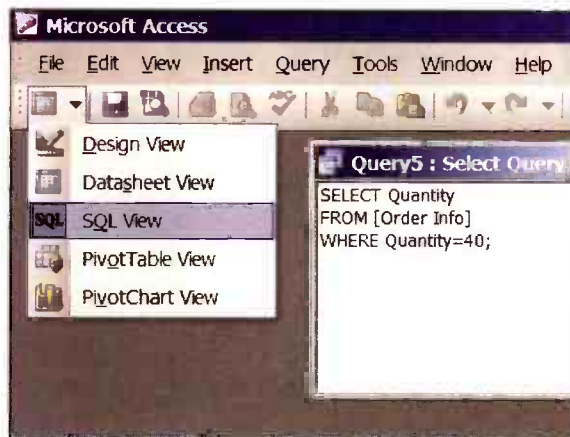 Microsoft Access
File Edit View Insert Query Tools Window Help
Design View
Datasheet View
SQL SQL View
PivotTable View
PivotChart View
Query5 : Select Query
SELECT Quantity
FROM [Order Info]
WHERE Quantity=40;